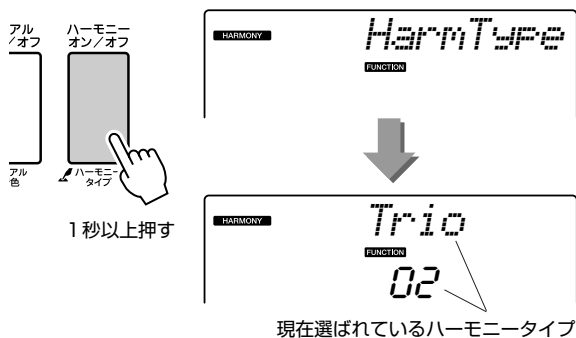 アル
／オフ
ハーモニー
オン／オフ
アル
色
ハーモニー
タイプ
1秒以上押す
HARMONY
HarmType
FUNCTION
HARMONY
Trio
FUNCTION
02
現在選ばれているハーモニータイプ